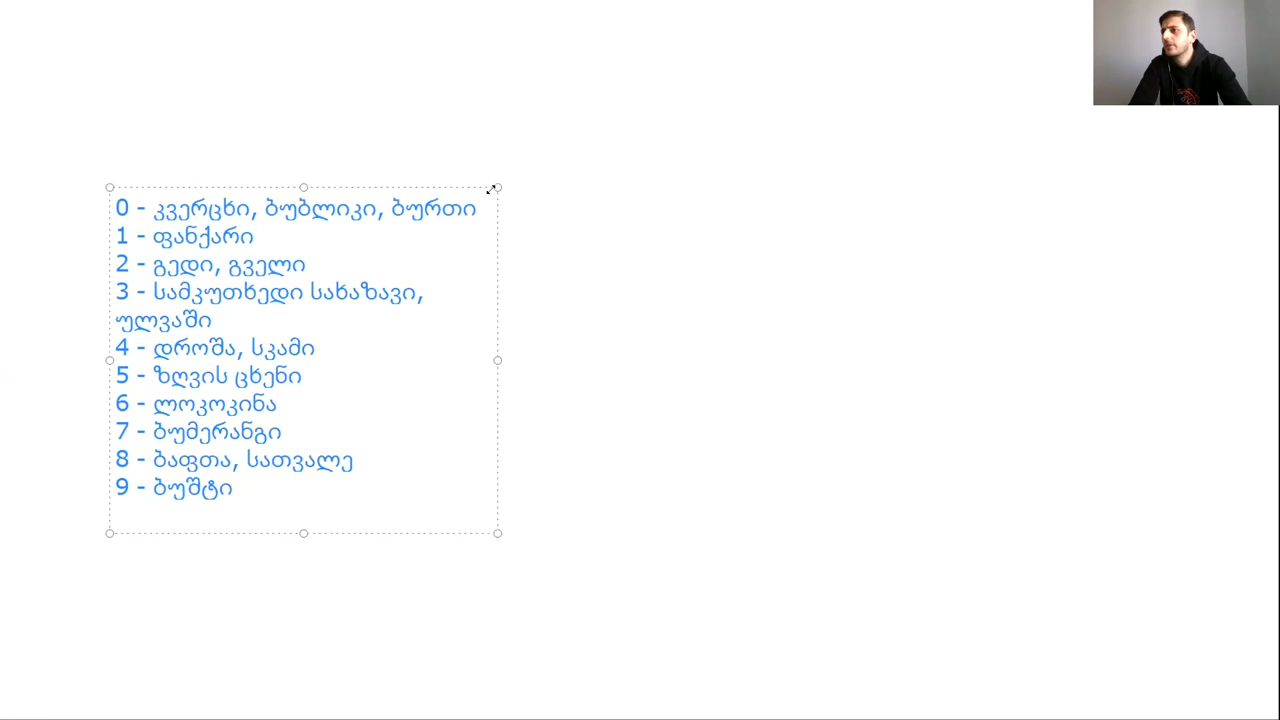 0 - კვერცხი, ბუბლიკი, ბურთი
1 - ფანქარი
2 - გედი, გველი
3 - სამკუთხედი სახაზავი,
ულვაში
4 - დროშა, სკამი
5 - ზღვის ცხენი
6 - ლოკოკინა
7 - ბუმერანგი
8 - ბაფთა, სათვალე
9 - ბუშტი